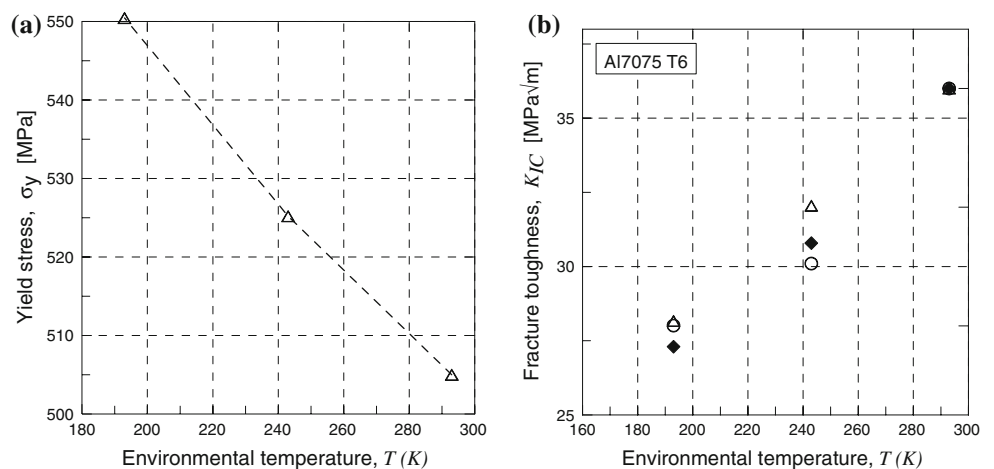 (a)
550
540
530
520
510
500
180 200 220 240 260 280 300
Yield stress, σy [MPa]
Environmental temperature, T (K)
(b)
Al7075 T6
35
30
25
160 180 200 220 240 260 280 300
Fracture toughness, KIC [MPa√m]
Environmental temperature, T (K)